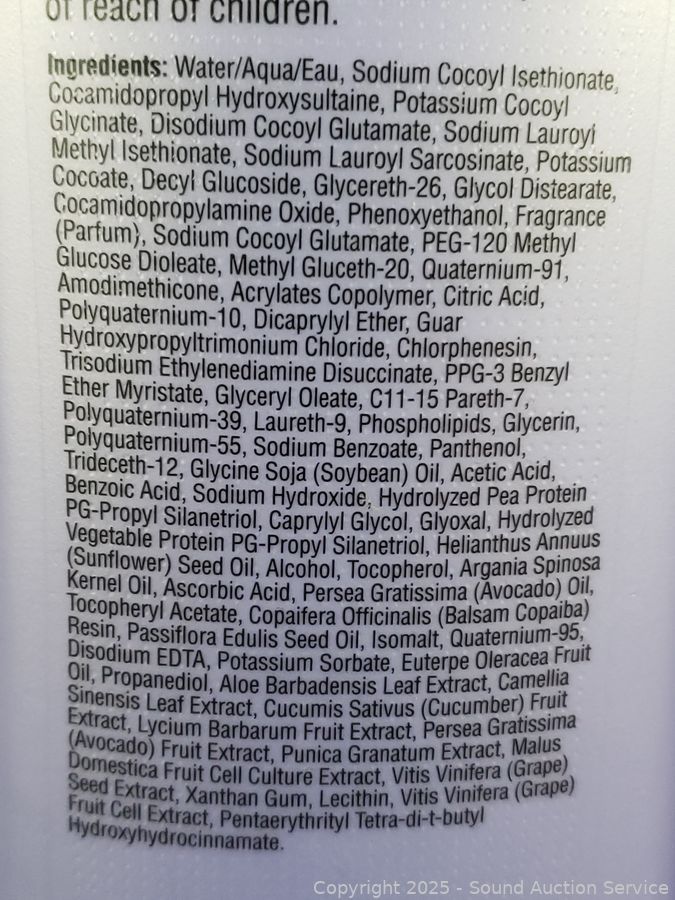 of reach of children.
Ingredients: Water/Aqua/Eau, Sodium Cocoyl Isethionate,
Cocamidopropyl Hydroxysultaine, Potassium Cocoyl
Glycinate, Disodium Cocoyl Glutamate, Sodium Lauroyl
Methyl Isethionate, Sodium Lauroyl Sarcosinate, Potassium
Cocoate, Decyl Glucoside, Glycereth-26, Glycol Distearate,
Cocamidopropylamine Oxide, Phenoxyethanol, Fragrance
(Parfum), Sodium Cocoyl Glutamate, PEG-120 Methyl
Glucose Dioleate, Methyl Gluceth-20, Quaternium-91,
Amodimethicone, Acrylates Copolymer, Citric Acid,
Polyquaternium-10, Dicaprylyl Ether, Guar
Hydroxypropyltrimonium Chloride, Chlorphenesin,
Trisodium Ethylenediamine Disuccinate, PPG-3 Benzyl
Ether Myristate, Glyceryl Oleate, C11-15 Pareth-7,
Polyquaternium-39, Laureth-9, Phospholipids, Glycerin,
Polyquaternium-55, Sodium Benzoate, Panthenol,
Trideceth-12, Glycine Soja (Soybean) Oil, Acetic Acid,
Benzoic Acid, Sodium Hydroxide, Hydrolyzed Pea Protein
PG-Propyl Silanetriol, Caprylyl Glycol, Glyoxal, Hydrolyzed
Vegetable Protein PG-Propyl Silanetriol, Helianthus Annuus
(Sunflower) Seed Oil, Alcohol, Tocopherol, Argania Spinosa
Kernel Oil, Ascorbic Acid, Persea Gratissima (Avocado) Oil,
Tocopheryl Acetate, Copaifera Officinalis (Balsam Copaiba)
Resin, Passiflora Edulis Seed Oil, Isomalt, Quaternium-95,
Disodium EDTA, Potassium Sorbate, Euterpe Oleracea Fruit
Oil, Propanediol, Aloe Barbadensis Leaf Extract, Camellia
Sinensis Leaf Extract, Cucumis Sativus (Cucumber) Fruit
Extract, Lycium Barbarum Fruit Extract, Persea Gratissima
(Avocado) Fruit Extract, Punica Granatum Extract, Malus
Domestica Fruit Cell Culture Extract, Vitis Vinifera (Grape)
Seed Extract, Xanthan Gum, Lecithin, Vitis Vinifera (Grape)
Fruit Cell Extract, Pentaerythrityl Tetra-di-t-butyl
Hydroxyhydrocinnamate.
Copyright 2025 - Sound Auction Service